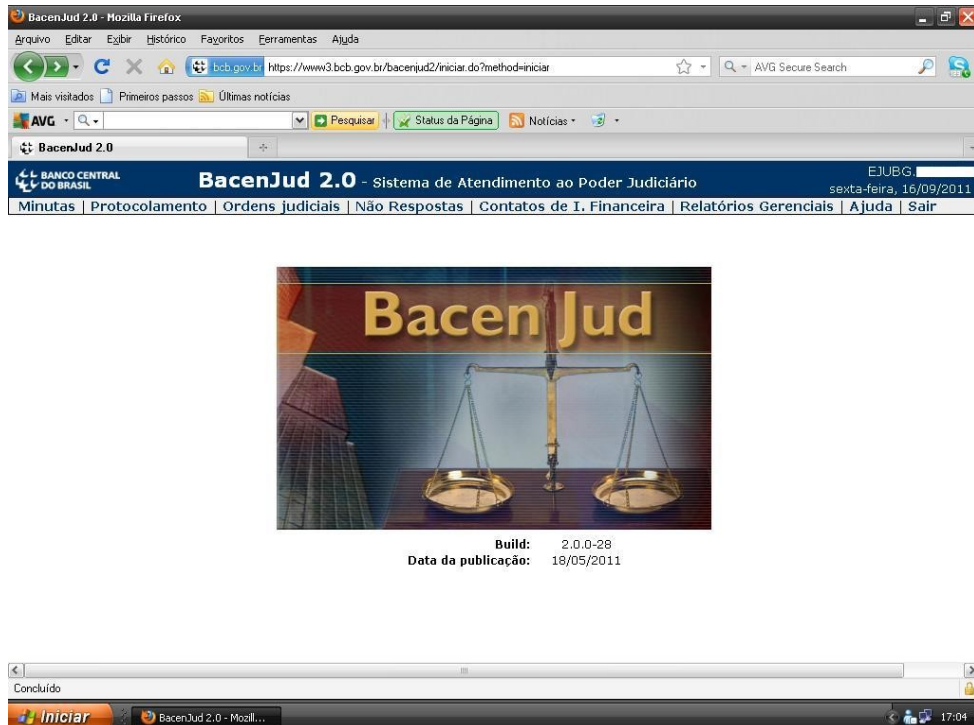 BacenJud 2.0 - Mozilla Firefox
Arquivo Editar Exibir Histórico Favoritos Ferramentas Ajuda
bcb.gov.br https://www3.bcb.gov.br/bacenjud2/iniciar.do?method=iniciar AVG Secure Search
Mais visitados Primeiros passos Últimas notícias
AVG Pesquisar Status da Página Notícias
BacenJud 2.0
BANCO CENTRAL DO BRASIL
BacenJud 2.0 - Sistema de Atendimento ao Poder Judiciário
EJUBG.
sexta-feira, 16/09/2011
Minutas | Protocolamento | Ordens judiciais | Não Respostas | Contatos de I. Financeira | Relatórios Gerenciais | Ajuda | Sair
Bacen Jud
Build: 2.0.0-28
Data da publicação: 18/05/2011
Concluído
Iniciar BacenJud 2.0 - Mozill... 17:04